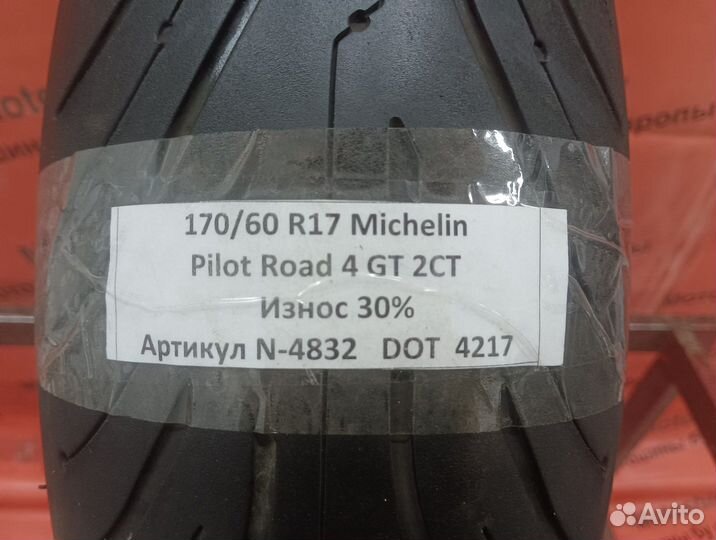 170/60 R17 Michelin
Pilot Road 4 GT 2CT
Износ 30%
Артикул N-4832 DOT 4217
Avito